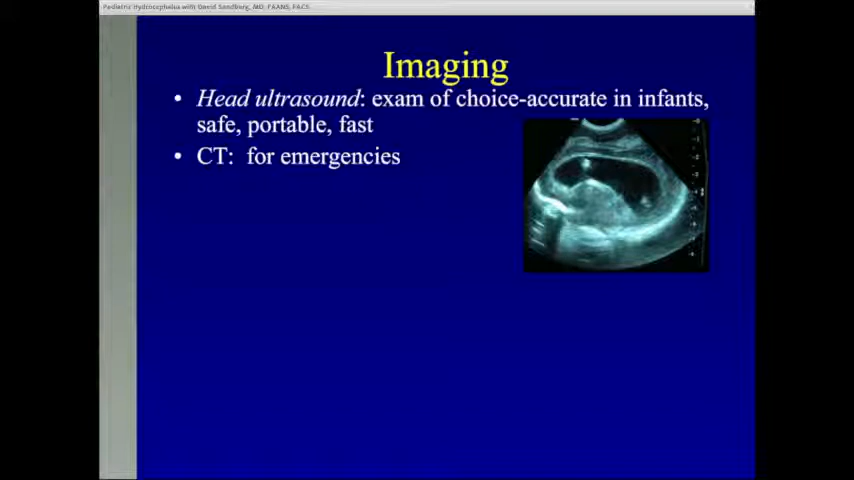 Pediatric Hydrocephalus with David Sandberg, MD, FAANS, FACS
Imaging
• Head ultrasound: exam of choice-accurate in infants,
safe, portable, fast
• CT: for emergencies